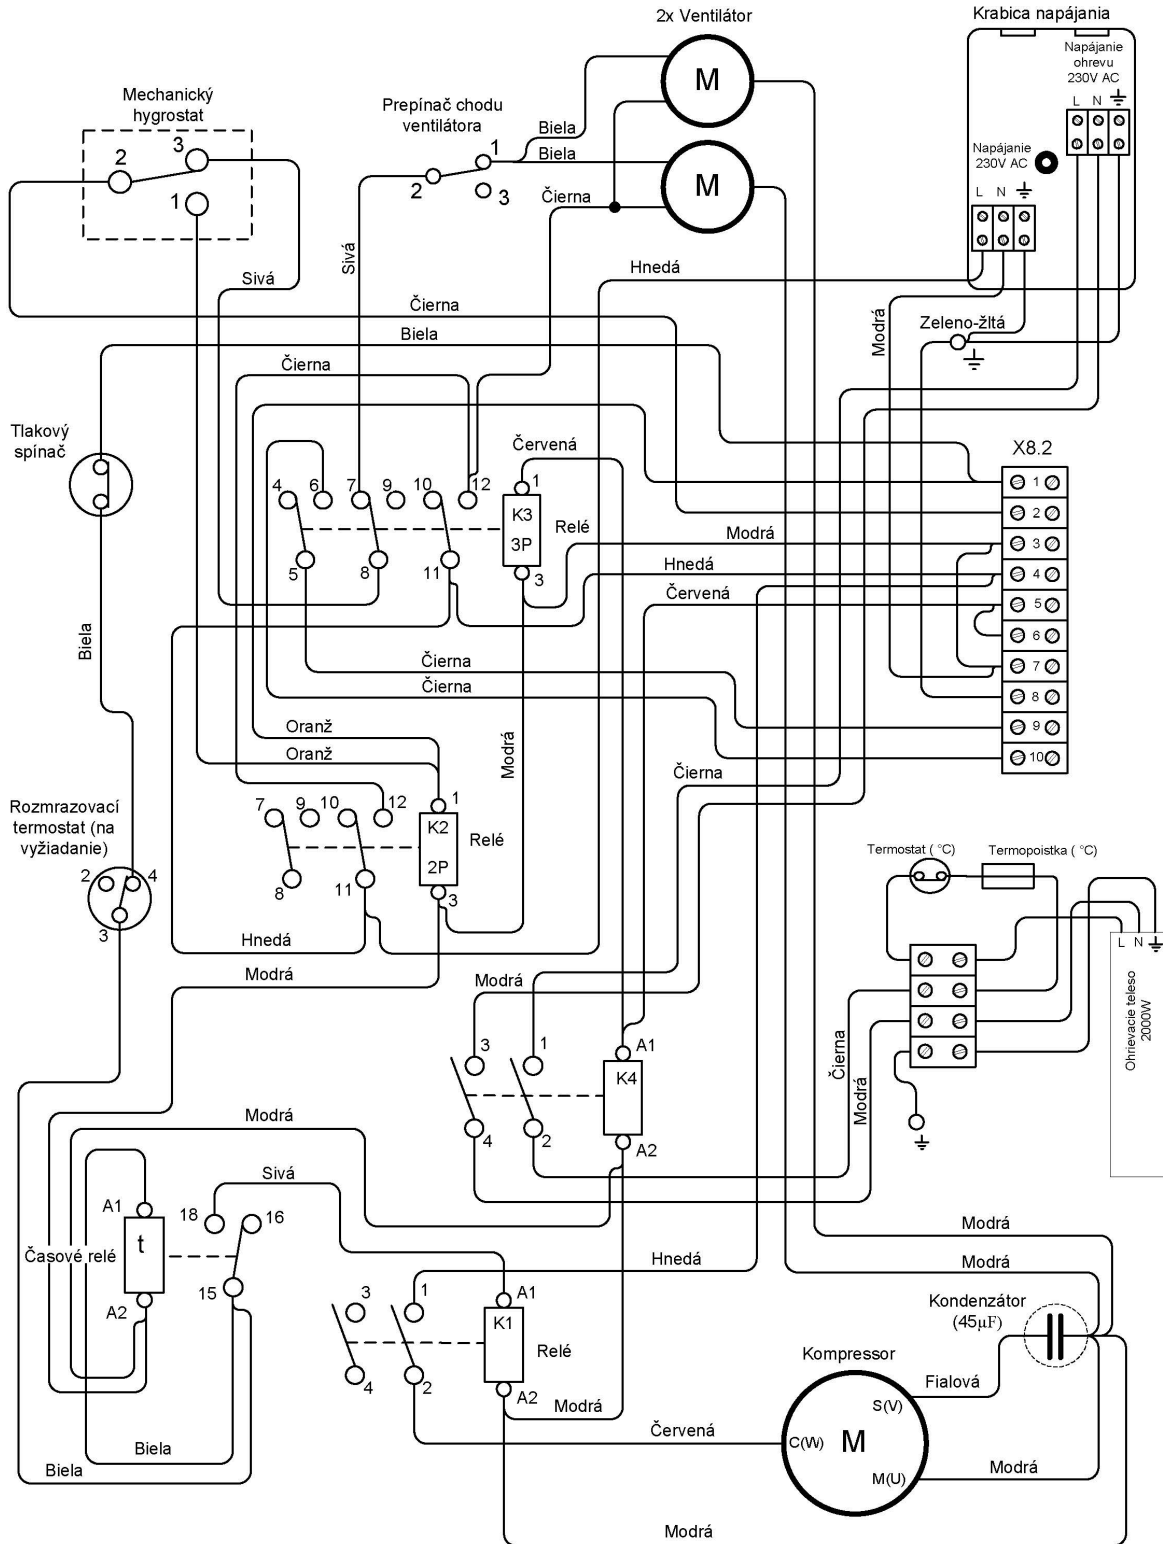 2x Ventilátor
Krabica napájania
Napájanie
ohrevu
230V AC
L N
Napájanie
230V AC
L N
M
M
Mechanický
hygrostat
2
3
1
Prepínač chodu
ventilátora
Biela
1
Biela
2
3
Čierna
Sivá
Sivá
Hnedá
Čierna
Biela
Modrá
Zeleno-žltá
Čierna
Tlakový
spínač
Červená
X8.2
4 6 7 9 10 12
1
K3
3P
Relé
3
5 8 11
Modrá
Hnedá
Červená
1
2
3
4
5
6
7
8
9
10
Biela
Čierna
Čierna
Oranž
Oranž
Modrá
Čierna
Rozmrazovací
termostat (na
vyžiadanie)
2 4
3
7 9 10 12
1
K2
2P
Relé
3
8 11
Hnedá
Modrá
Modrá
Termostat ( °C)
Termopoistka ( °C)
L N
Ohrievacie teleso
2000W
3 1
A1
K4
4 2
A2
Čierna
Modrá
Modrá
Sivá
A1
18 16
t
Časové relé
15
A2
Modrá
Modrá
Hnedá
3 1
A1
K1
Relé
4 2
A2
Modrá
Kondenzátor
(45µF)
Kompressor
Fialová
S(V)
C(W)
M
M(U)
Červená
Modrá
Biela
Biela
Modrá